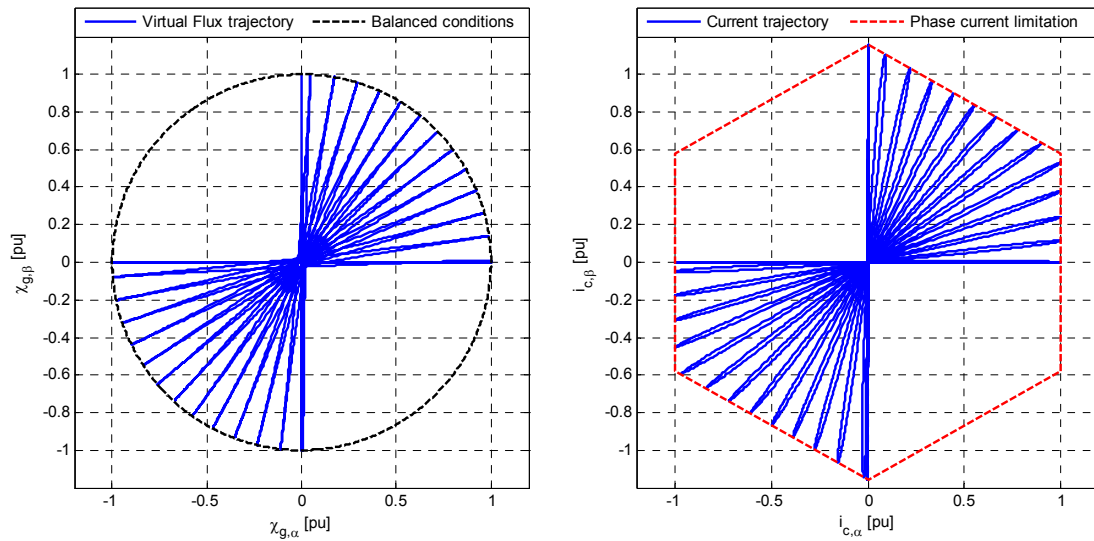 Virtual Flux trajectory Balanced conditions
1
0.8
0.6
0.4
0.2
0
-0.2
-0.4
-0.6
-0.8
-1
-1 -0.5 0 0.5 1
χg,β [pu]
χg,α [pu]
Current trajectory Phase current limitation
1
0.8
0.6
0.4
0.2
0
-0.2
-0.4
-0.6
-0.8
-1
-1 -0.5 0 0.5 1
ic,β [pu]
ic,α [pu]